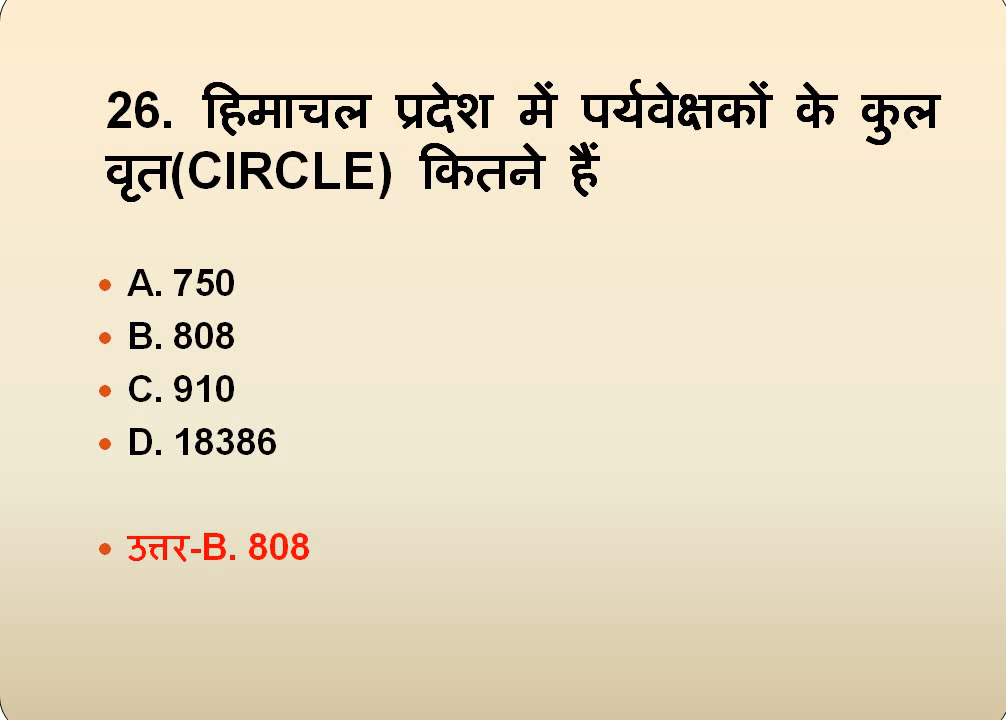 26. हिमाचल प्रदेश में पर्यवेक्षकों के कुल
वृत(CIRCLE) कितने हैं
• A. 750
• B. 808
• C. 910
• D. 18386
• उत्तर-B. 808